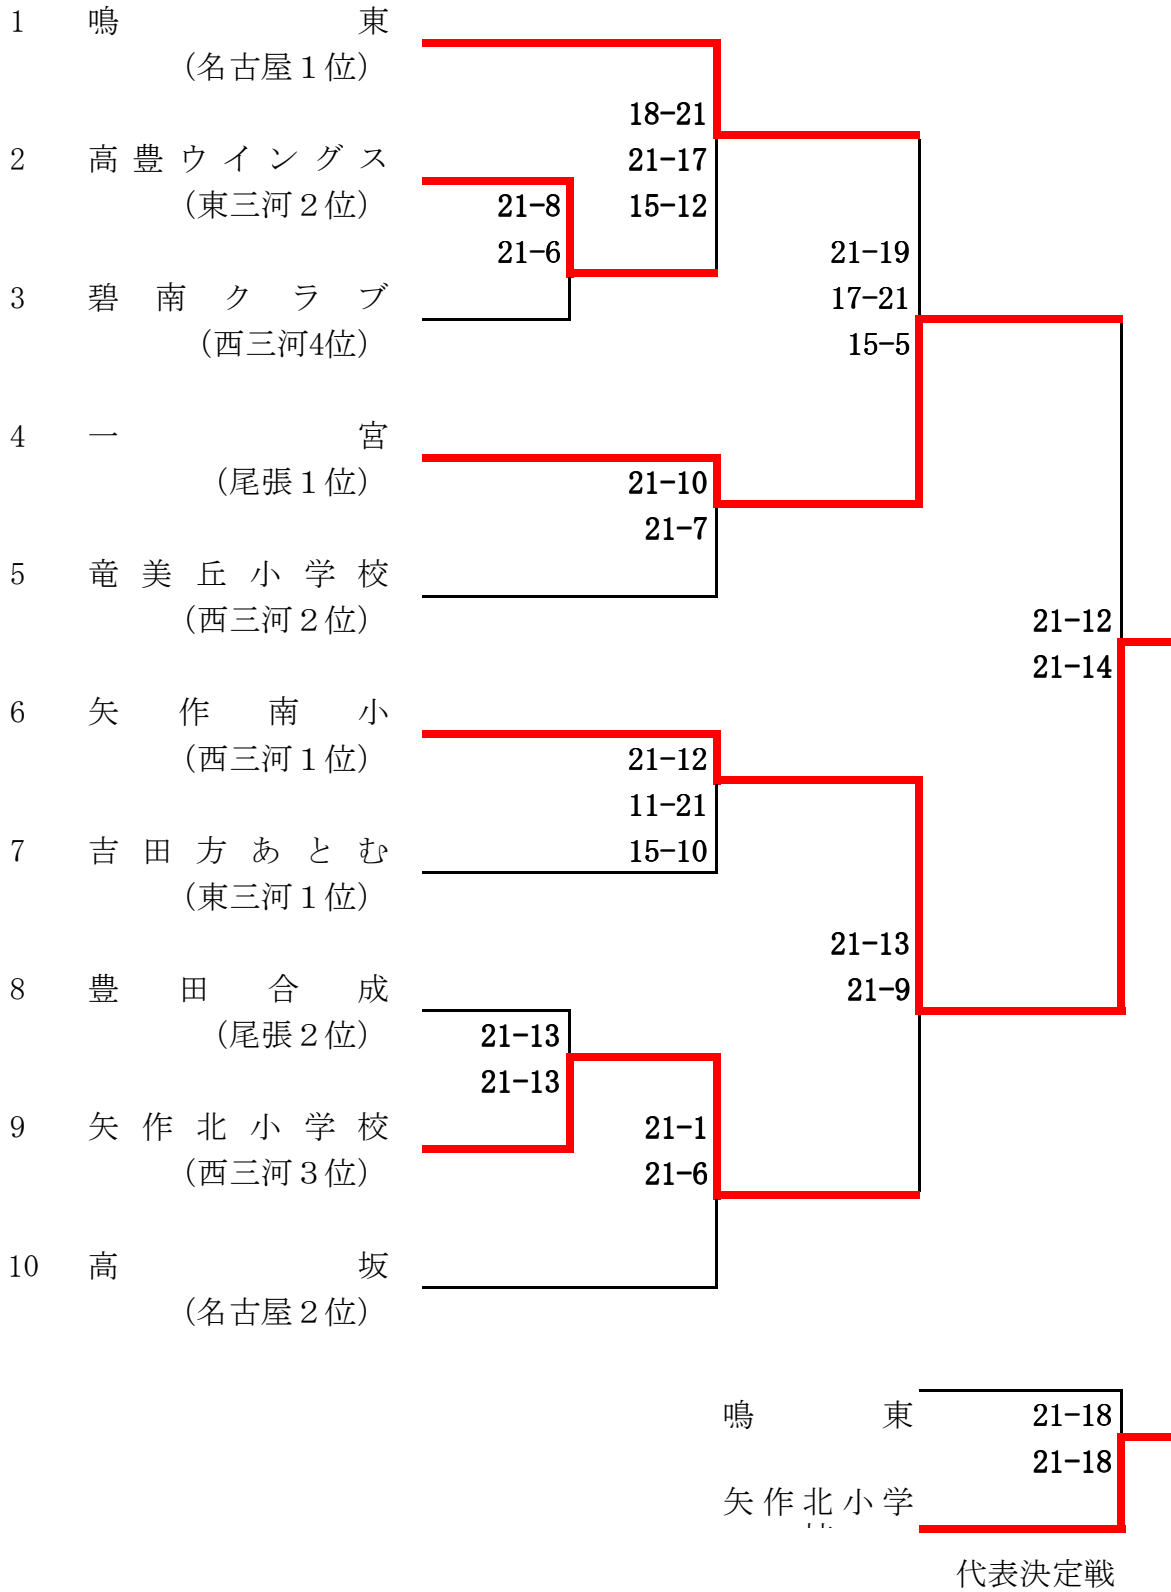 1 鳴東
(名古屋１位)
18-21
2 高豊ウイングス
21-17
(東三河２位)
21-8
15-12
21-6
21-19
3 碧南クラブ
17-21
(西三河4位)
15-5
4 一宮
(尾張１位)
21-10
21-7
5 竜美丘小学校
(西三河２位)
21-12
21-14
6 矢作南小
(西三河１位)
21-12
11-21
7 吉田方あとむ
15-10
(東三河１位)
21-13
8 豊田合成
21-9
(尾張２位)
21-13
21-13
9 矢作北小学校
21-1
(西三河３位)
21-6
10 高坂
(名古屋２位)
鳴東
21-18
21-18
矢作北小学
代表決定戦